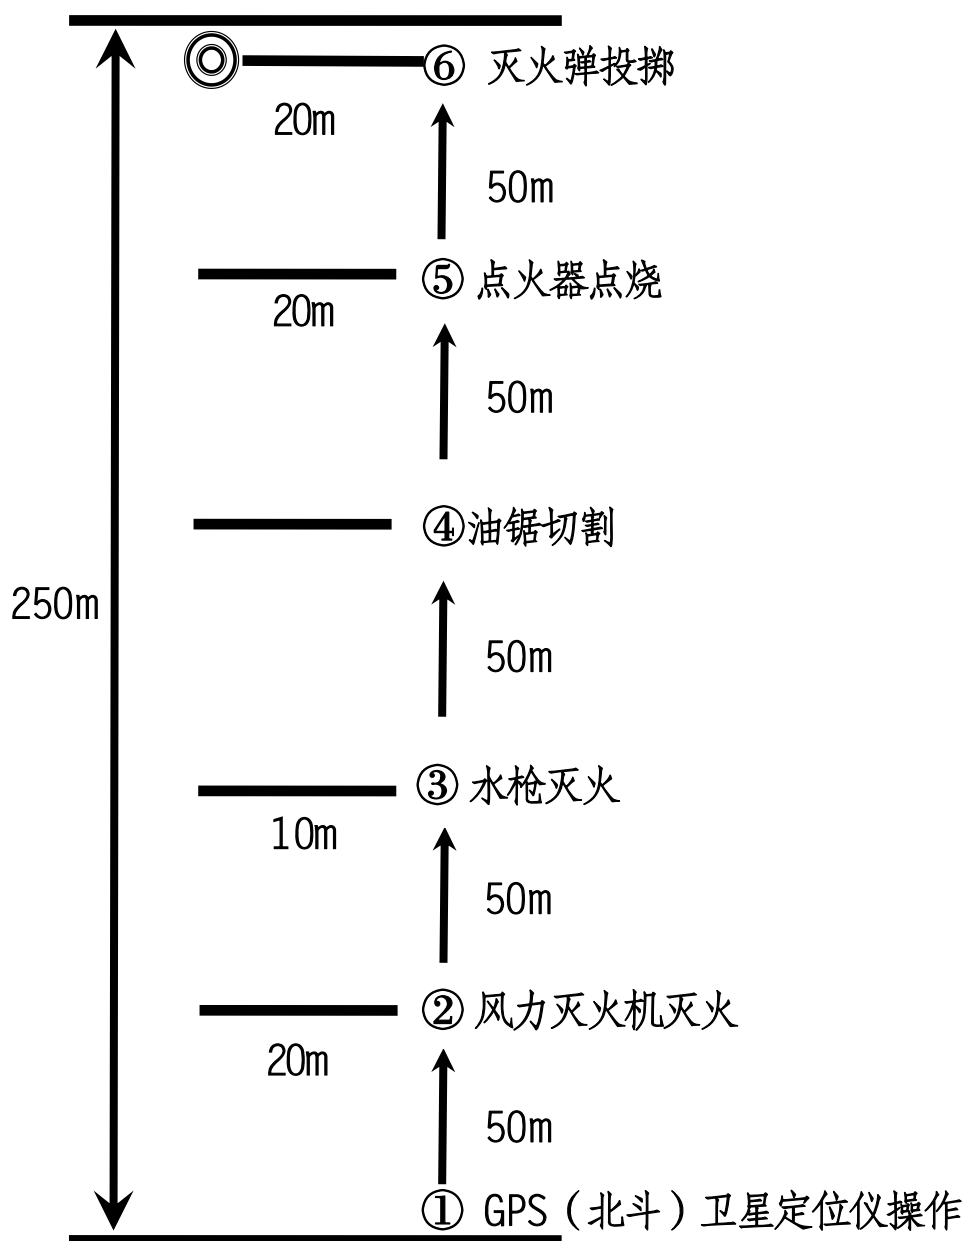 ⑥ 灭火弹投掷
20m
50m
⑤ 点火器点烧
20m
50m
④油锯切割
250m
50m
③ 水枪灭火
10m
50m
② 风力灭火机灭火
20m
50m
① GPS（北斗）卫星定位仪操作